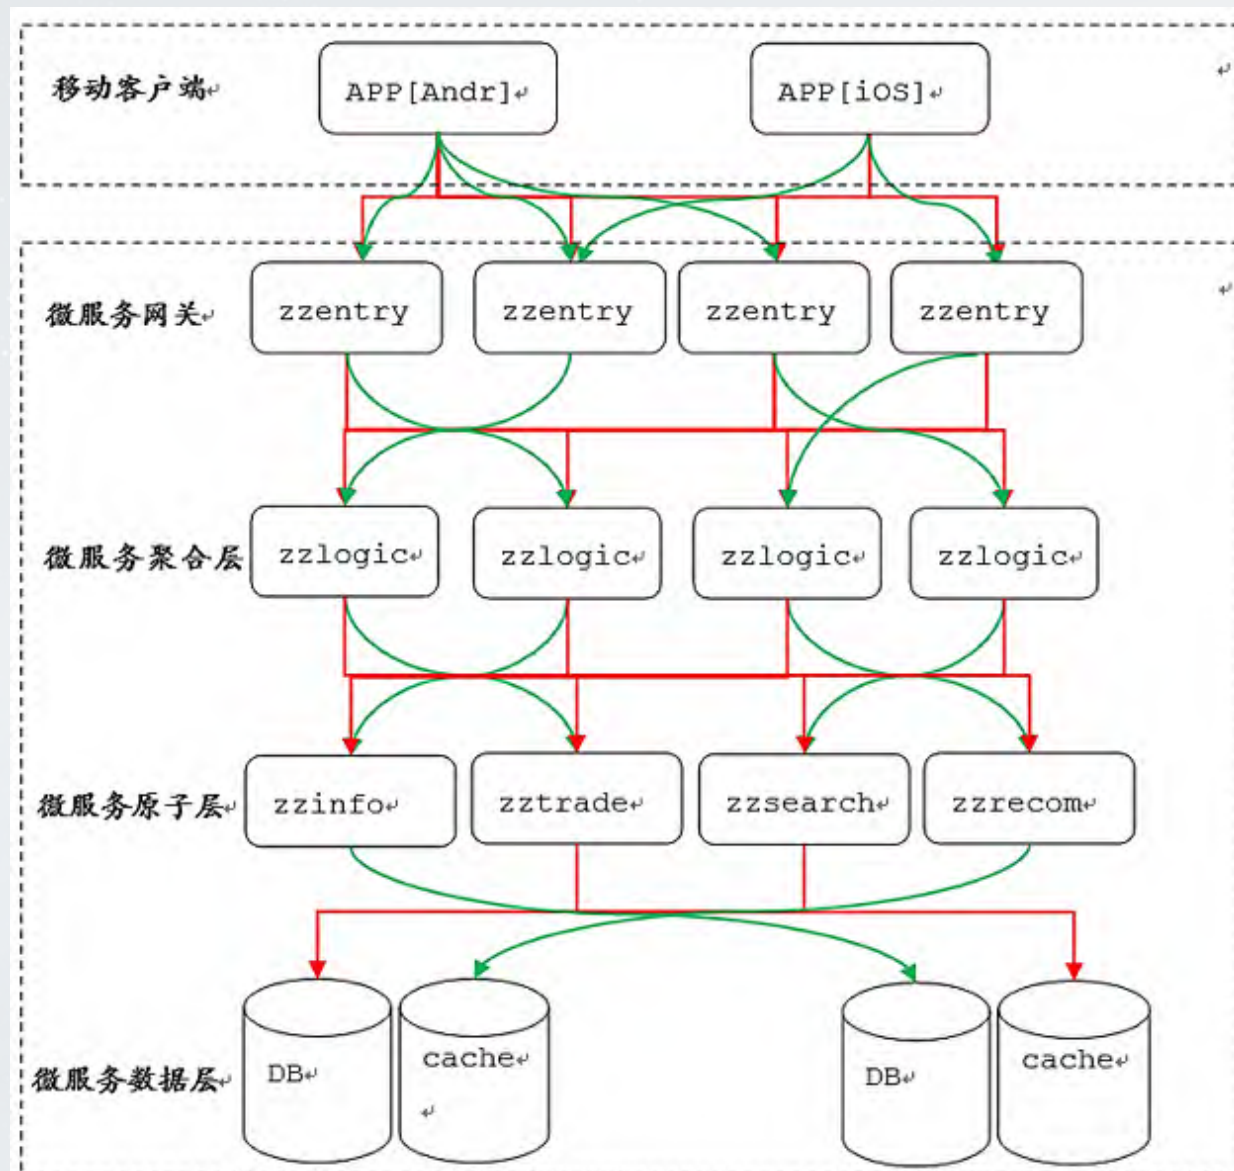 移动客户端
APP[Andr]
APP[iOS]
微服务网关
zzentry
zzentry
zzentry
zzentry
微服务聚合层
zzlogic
zzlogic
zzlogic
zzlogic
微服务原子层
zzinfo
zztrade
zzsearch
zzrecom
微服务数据层
DB
cache
DB
cache